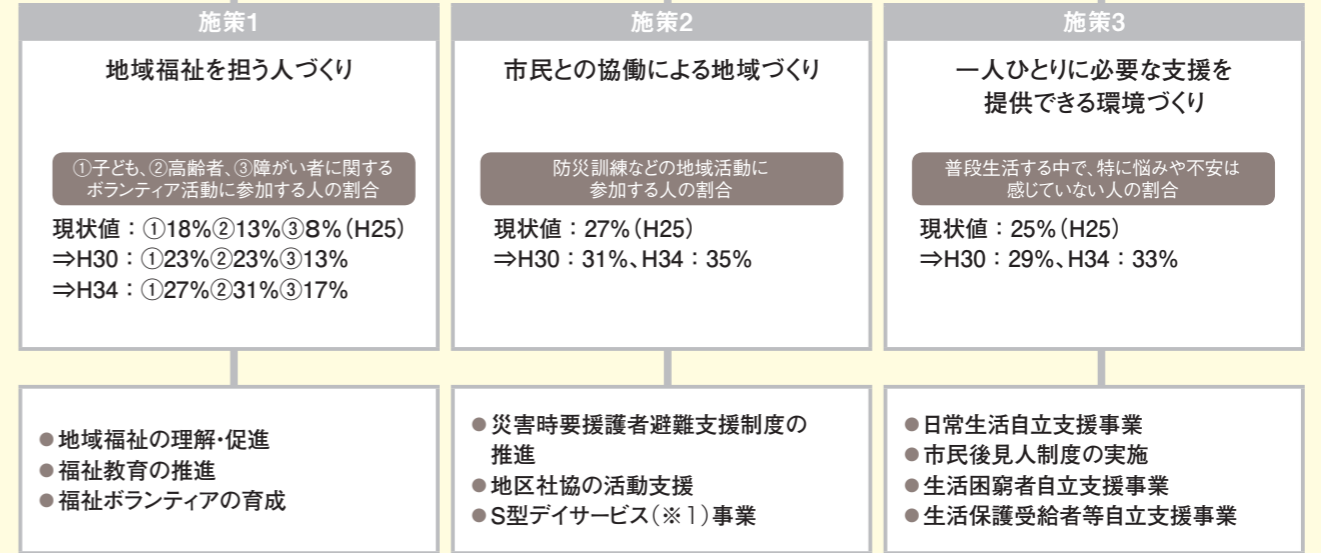 施策1
地域福祉を担う人づくり
①子ども、②高齢者、③障がい者に関する
ボランティア活動に参加する人の割合
現状値：①18%②13%③8%(H25)
⇒H30：①23%②23%③13%
⇒H34：①27%②31%③17%
●地域福祉の理解・促進
●福祉教育の推進
●福祉ボランティアの育成
施策2
市民との協働による地域づくり
防災訓練などの地域活動に
参加する人の割合
現状値：27%(H25)
⇒H30：31%、H34：35%
●災害時要援護者避難支援制度の
推進
●地区社協の活動支援
●S型デイサービス(※1)事業
施策3
一人ひとりに必要な支援を
提供できる環境づくり
普段生活する中で、特に悩みや不安は
感じていない人の割合
現状値：25%(H25)
⇒H30：29%、H34：33%
●日常生活自立支援事業
●市民後見人制度の実施
●生活困窮者自立支援事業
●生活保護受給者等自立支援事業